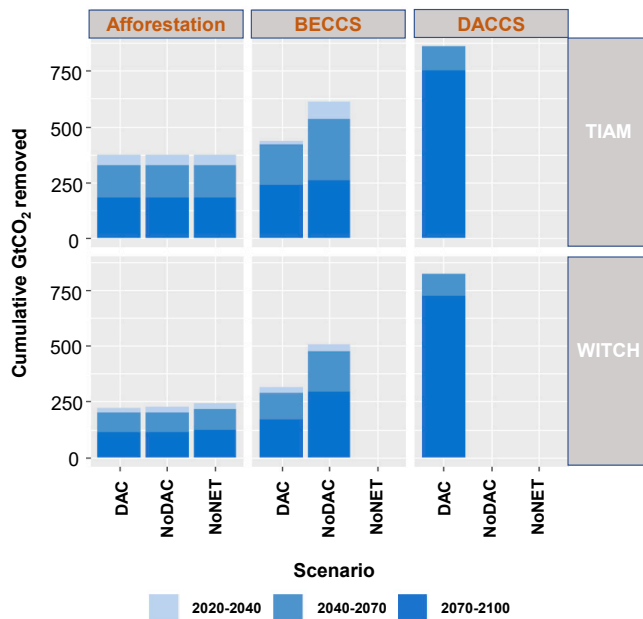 Afforestation BECCS DACCS
Cumulative GtCO2 removed
750
500
250
0
TIAM
750
500
250
0
WITCH
DAC NoDAC NoNET DAC NoDAC NoNET DAC NoDAC NoNET
Scenario
2020-2040 2040-2070 2070-2100